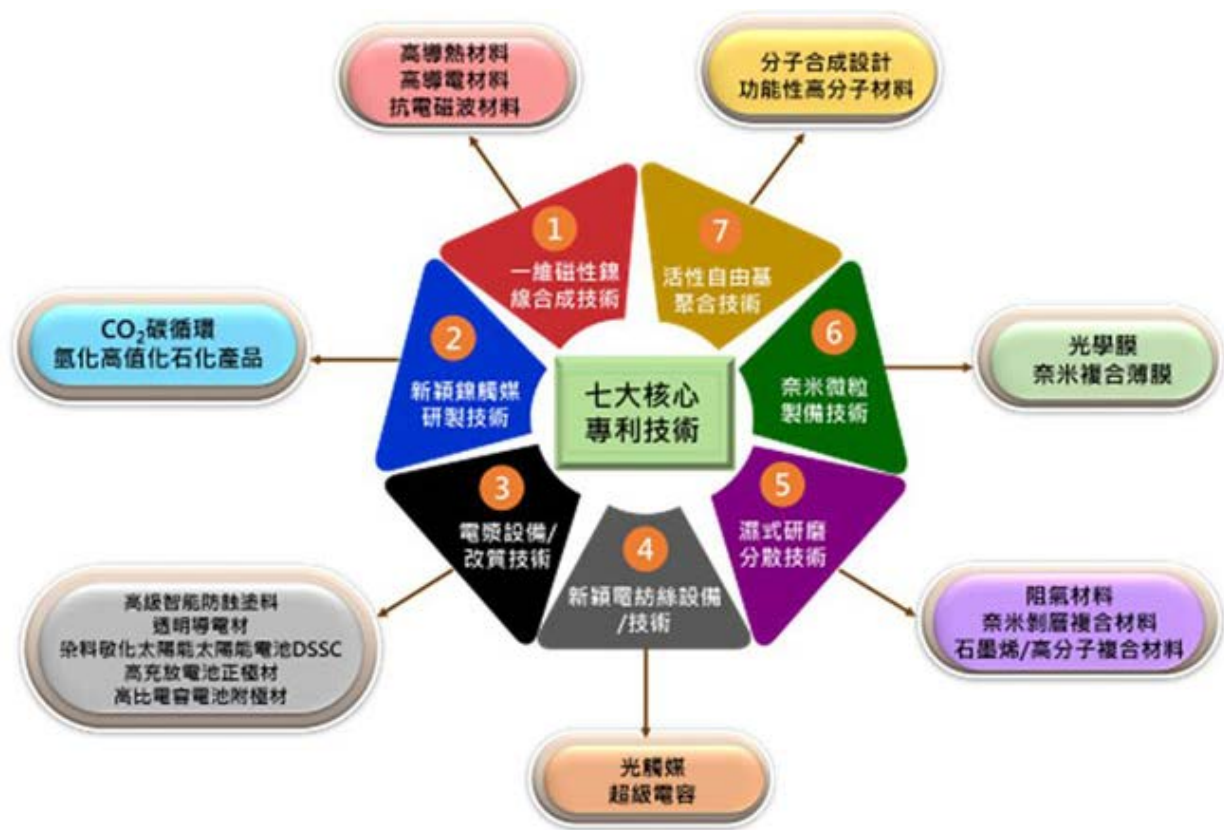 高導熱材料
高導電材料
抗電磁波材料
分子合成設計
功能性高分子材料
1
一維磁性鎳
線合成技術
7
活性自由基
聚合技術
CO₂碳循環
氫化高值化石化產品
2
新穎鎳觸媒
研製技術
七大核心
專利技術
6
奈米微粒
製備技術
光學膜
奈米複合薄膜
3
電漿設備/
改質技術
4
新穎電紡絲設備
/技術
5
濕式研磨
分散技術
高級智能防蝕塗料
透明導電材
染料敏化太陽能太陽能電池DSSC
高充放電池正極材
高比電容電池附極材
阻氣材料
奈米剝層複合材料
石墨烯/高分子複合材料
光觸媒
超級電容